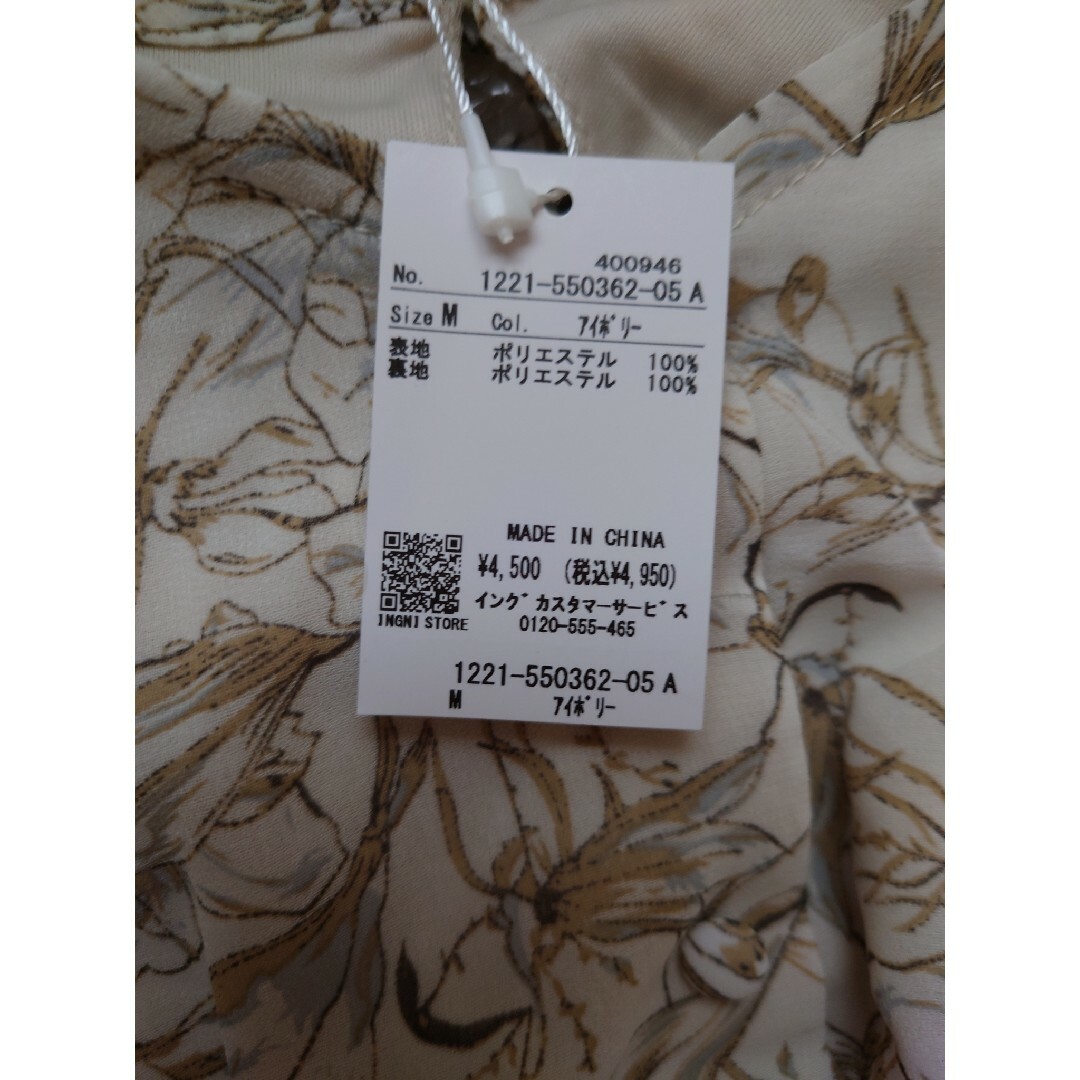 400946
No. 1221-550362-05 A
Size M Col. ｱｲﾎﾞﾘｰ
表地 ポリエステル 100%
裏地 ポリエステル 100%
MADE IN CHINA
¥4,500 (税込¥4,950)
イングﾞ カスタマーサービﾞス
INGNI STORE 0120-555-465
1221-550362-05 A
M ｱｲﾎﾞﾘｰ